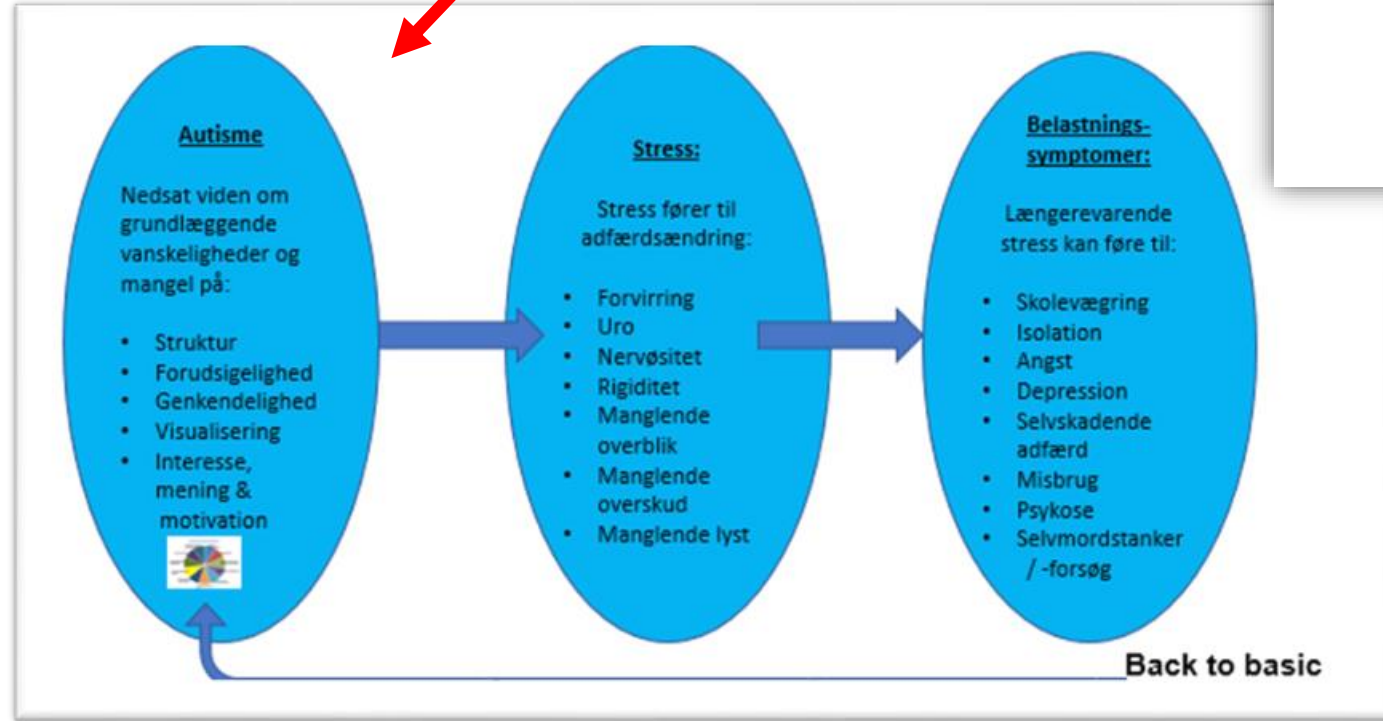 Autisme
Nedsat viden om
grundlæggende
vanskeligheder og
mangel på:
• Struktur
• Forudsigelighed
• Genkendelighed
• Visualisering
• Interesse,
mening &
motivation
Stress:
Stress fører til
adfærdsændring:
• Forvirring
• Uro
• Nervøsitet
• Rigiditet
• Manglende
overblik
• Manglende
overskud
• Manglende lyst
Belastnings-
symptomer:
Længerevarende
stress kan føre til:
• Skolevægring
• Isolation
• Angst
• Depression
• Selvskadende
adfærd
• Misbrug
• Psykose
• Selvmordstanker
/ -forsøg
Back to basic